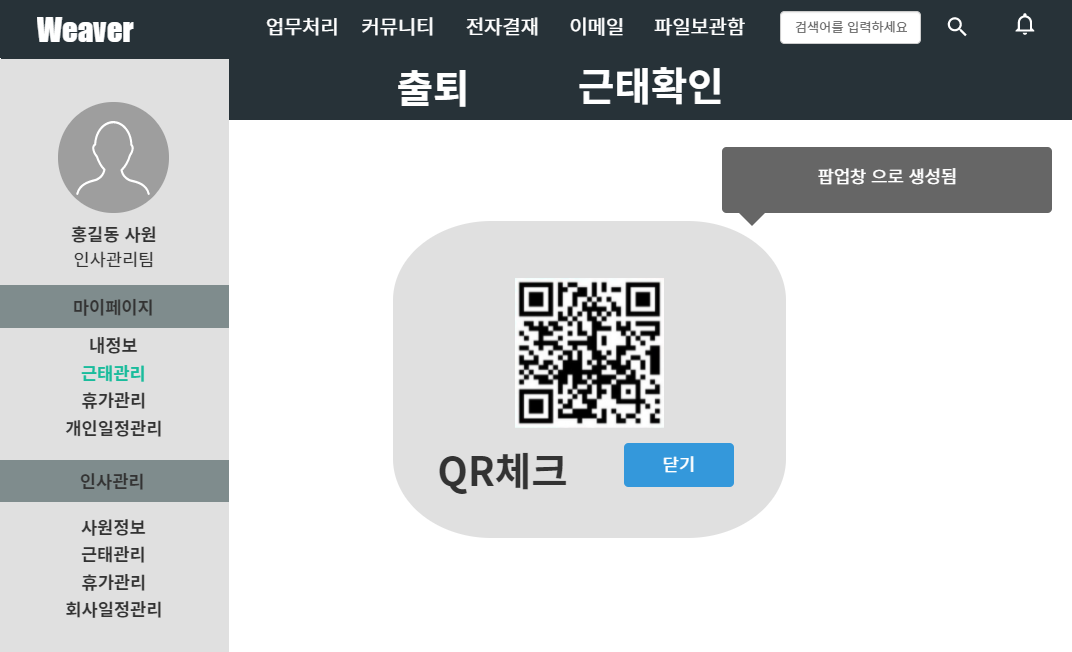 Weaver
업무처리 커뮤니티 전자결재 이메일 파일보관함 검색어를 입력하세요
출퇴 근태확인
홍길동 사원
인사관리팀
마이페이지
내정보
근태관리
휴가관리
개인일정관리
인사관리
사원정보
근태관리
휴가관리
회사일정관리
팝업창 으로 생성됨
QR체크
닫기